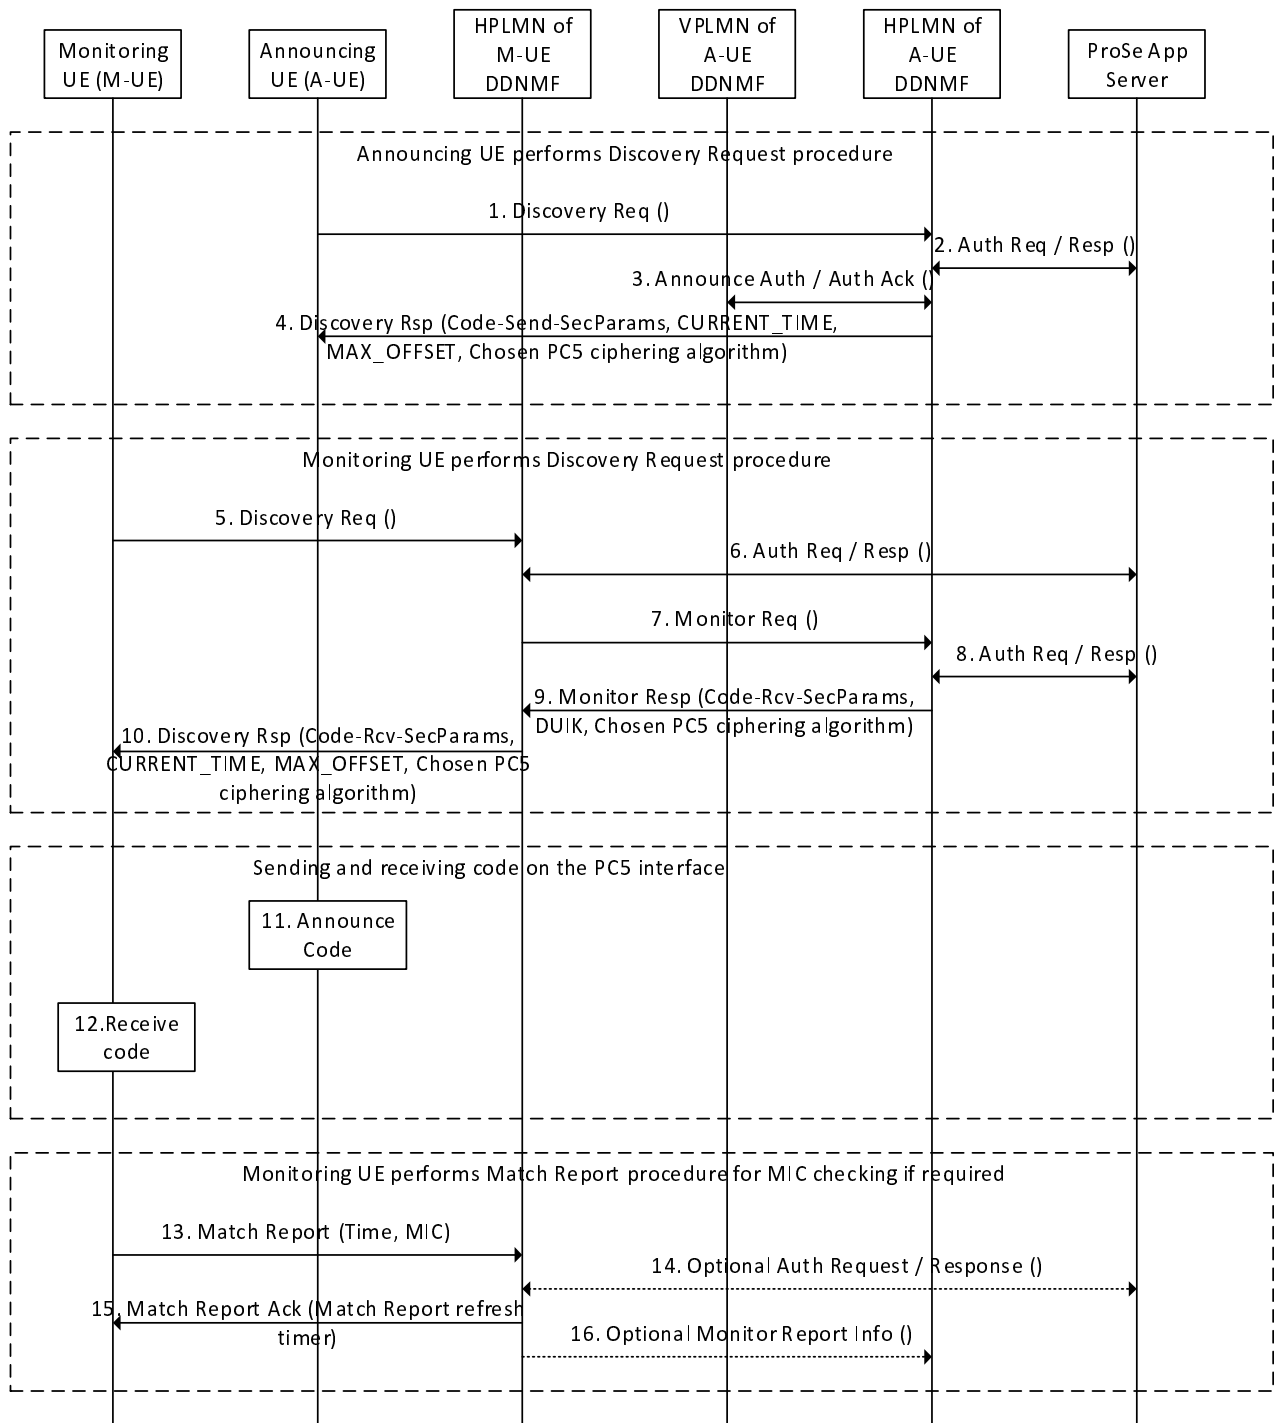 Monitoring
UE (M-UE)
Announcing
UE (A-UE)
HPLMN of
M-UE
DDNMF
VPLMN of
A-UE
DDNMF
HPLMN of
A-UE
DDNMF
ProSe App
Server
Announcing UE performs Discovery Request procedure
1. Discovery Req ()
2. Auth Req / Resp ()
3. Announce Auth / Auth Ack ()
4. Discovery Rsp (Code-Send-SecParams, CURRENT_TIME,
MAX_OFFSET, Chosen PC5 ciphering algorithm)
Monitoring UE performs Discovery Request procedure
5. Discovery Req ()
6. Auth Req / Resp ()
7. Monitor Req ()
8. Auth Req / Resp ()
9. Monitor Resp (Code-Rcv-SecParams,
DUIK, Chosen PC5 ciphering algorithm)
10. Discovery Rsp (Code-Rcv-SecParams,
CURRENT_TIME, MAX_OFFSET, Chosen PC5
ciphering algorithm)
Sending and receiving code on the PC5 interface
11. Announce
Code
12.Receive
code
Monitoring UE performs Match Report procedure for MIC checking if required
13. Match Report (Time, MIC)
14. Optional Auth Request / Response ()
15. Match Report Ack (Match Report refresh
timer)
16. Optional Monitor Report Info ()